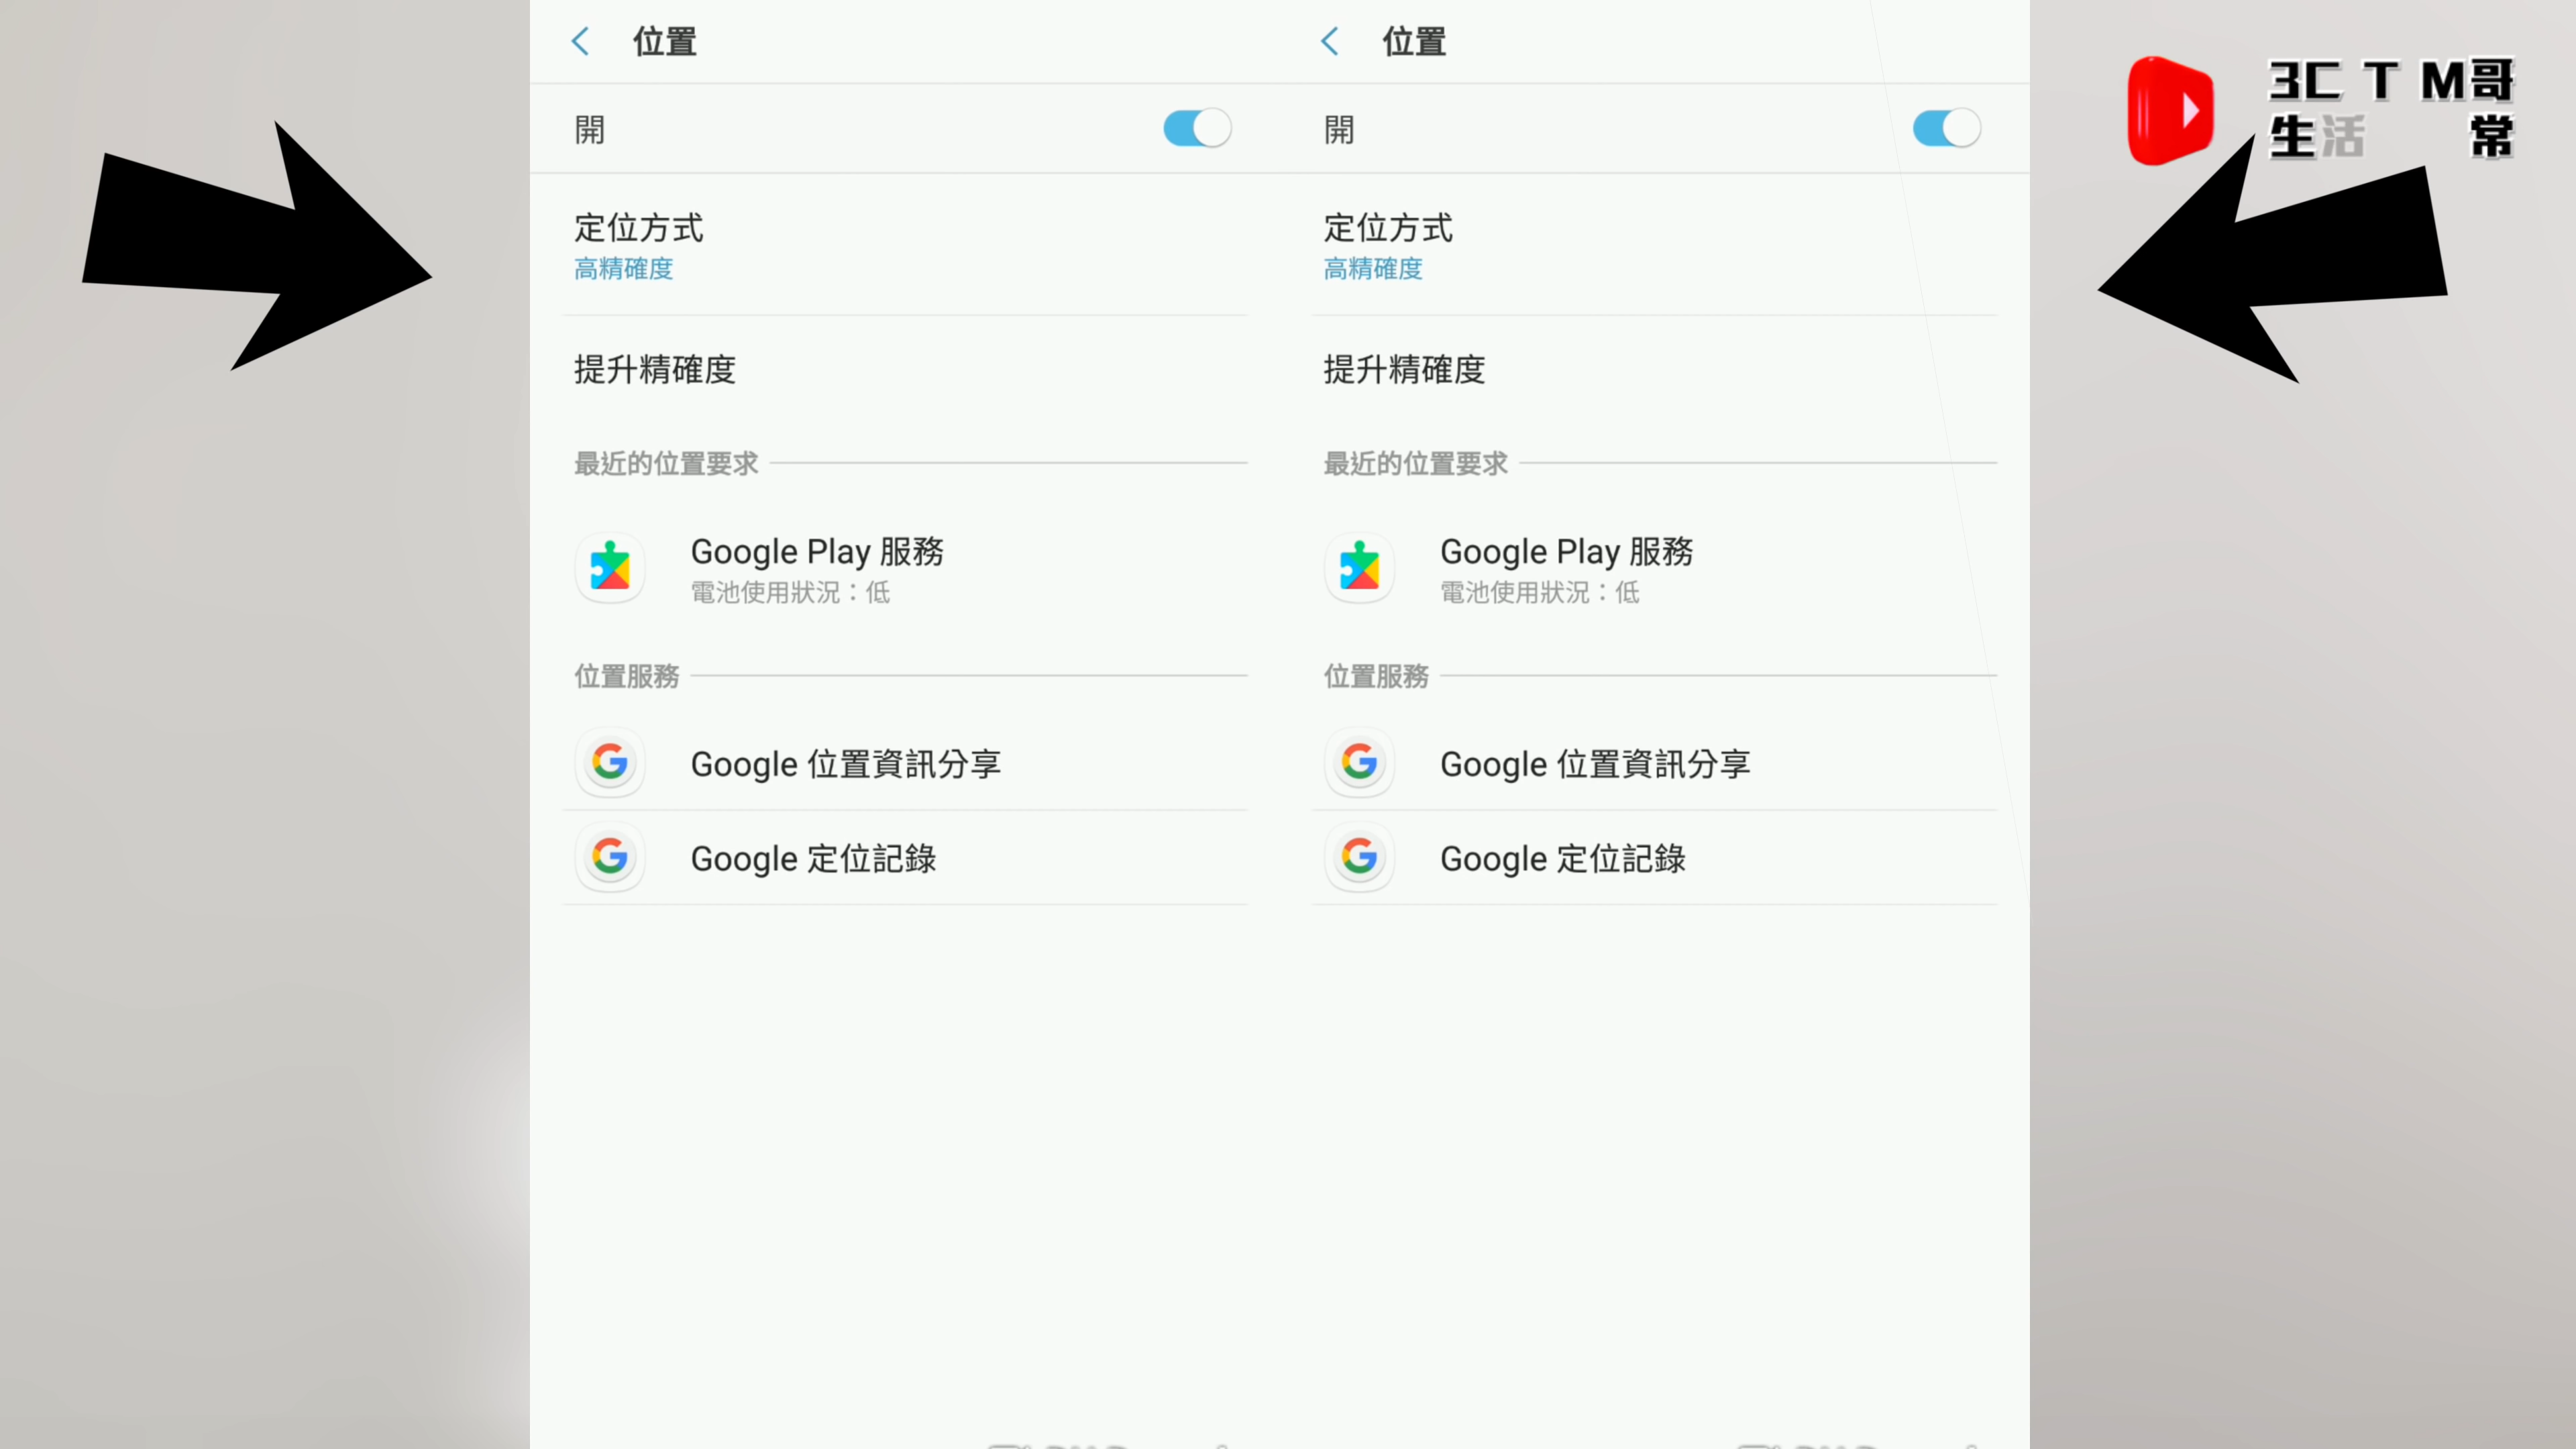 位置
開
定位方式
高精確度
提升精確度
最近的位置要求
Google Play 服務
電池使用狀況：低
位置服務
Google 位置資訊分享
Google 定位記錄
位置
開
定位方式
高精確度
提升精確度
最近的位置要求
Google Play 服務
電池使用狀況：低
位置服務
Google 位置資訊分享
Google 定位記錄
3C T M哥
生活 常